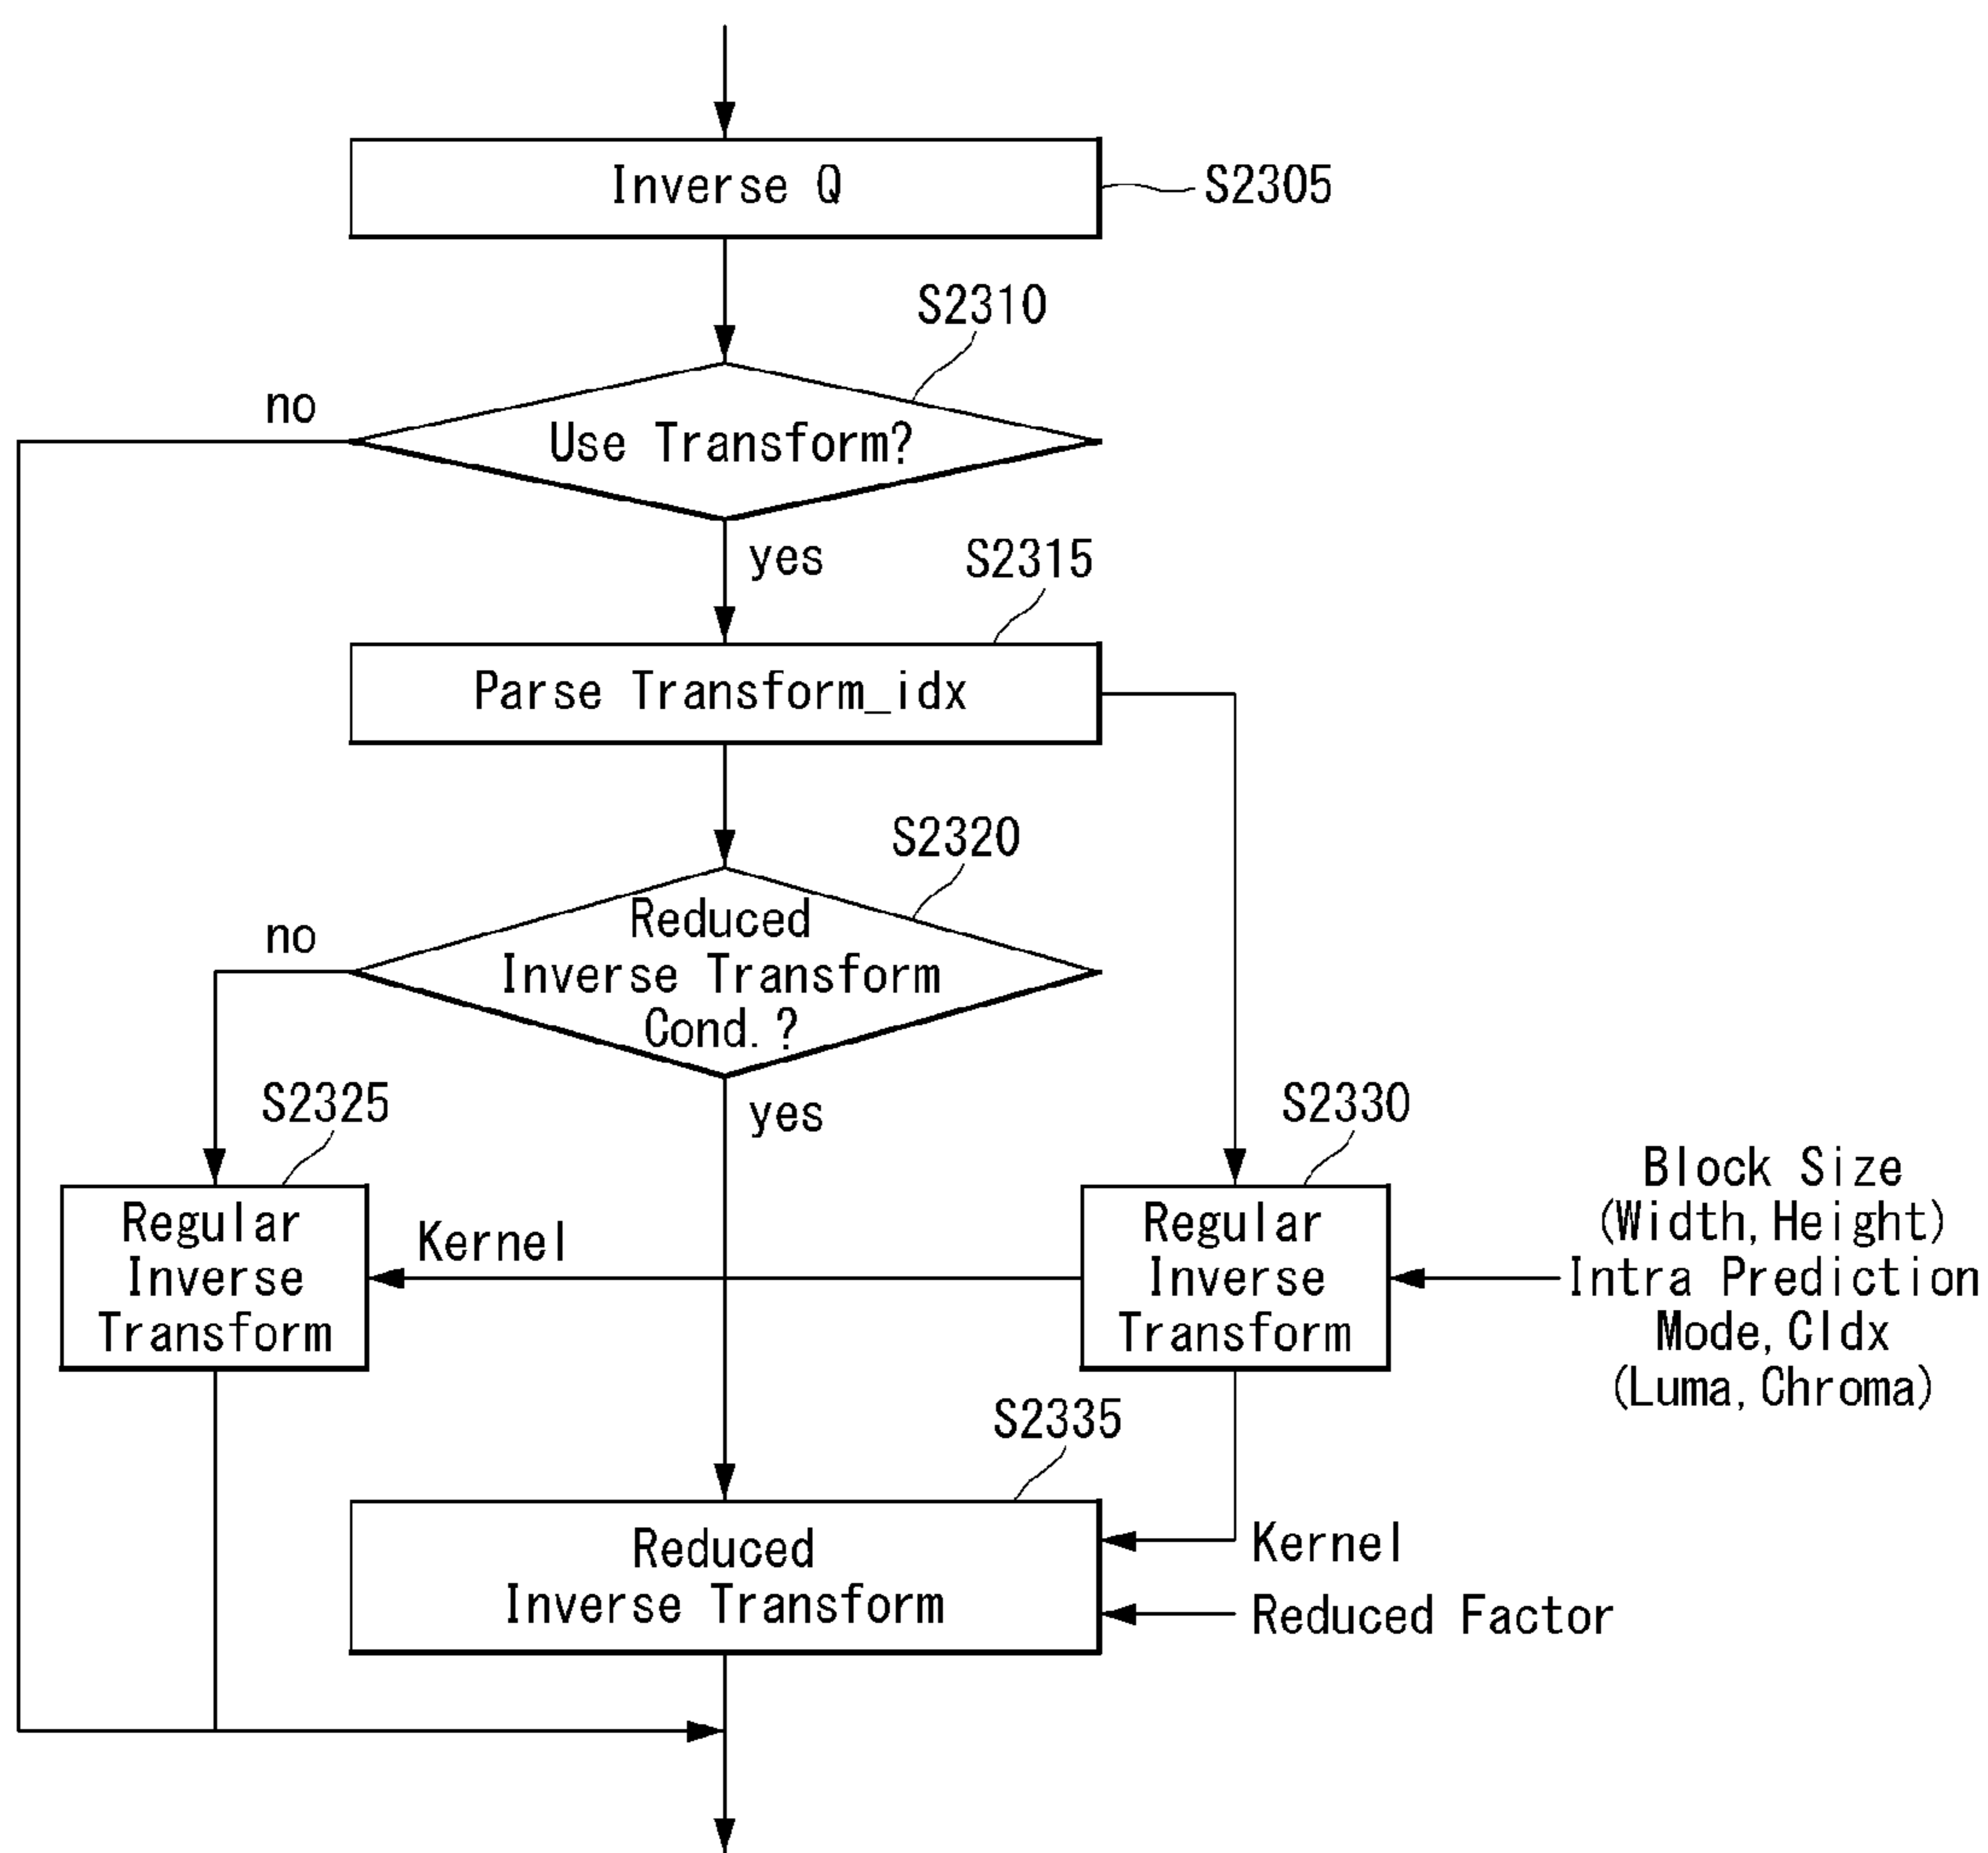 Inverse Q
S2305
S2310
no
Use Transform?
yes
S2315
Parse Transform_idx
S2320
no
Reduced
Inverse Transform
Cond.?
yes
S2325
S2330
Regular
Inverse
Transform
Kernel
Regular
Inverse
Transform
Block Size
(Width, Height)
Intra Prediction
Mode, CIdx
(Luma, Chroma)
S2335
Reduced
Inverse Transform
Kernel
Reduced Factor